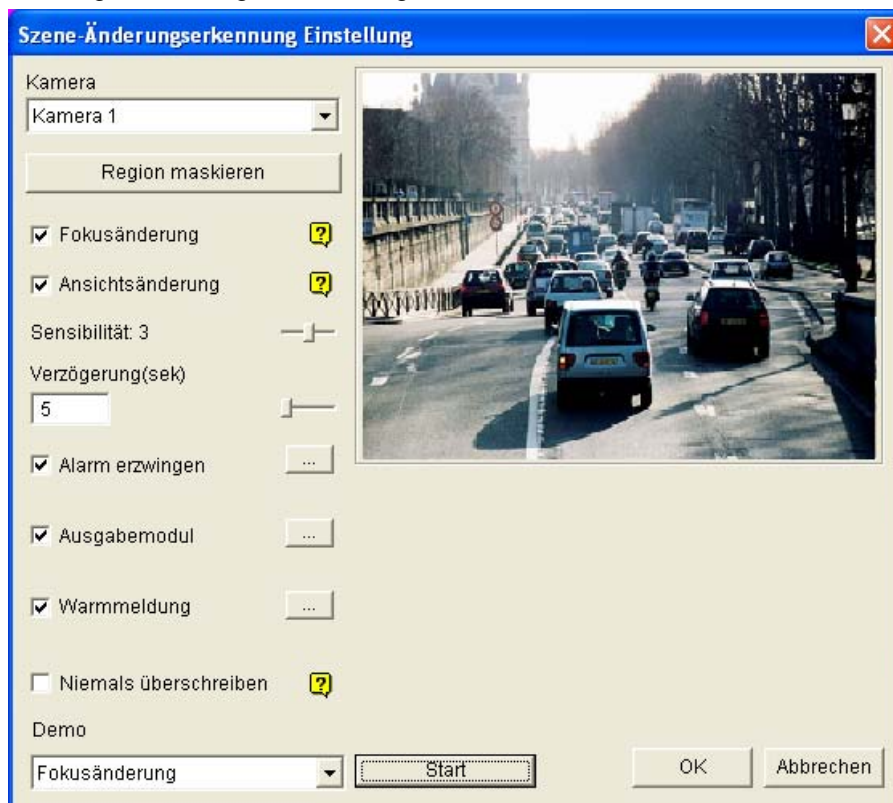 Szene-Änderungserkennung Einstellung
Kamera
Kamera 1
Region maskieren
Fokusänderung
Ansichtsänderung
Sensibilität: 3
Verzögerung(sek)
5
Alarm erzwingen
...
Ausgabemodul
...
Warmmeldung
...
Niemals überschreiben
Demo
Fokusänderung
Start
OK
Abbrechen